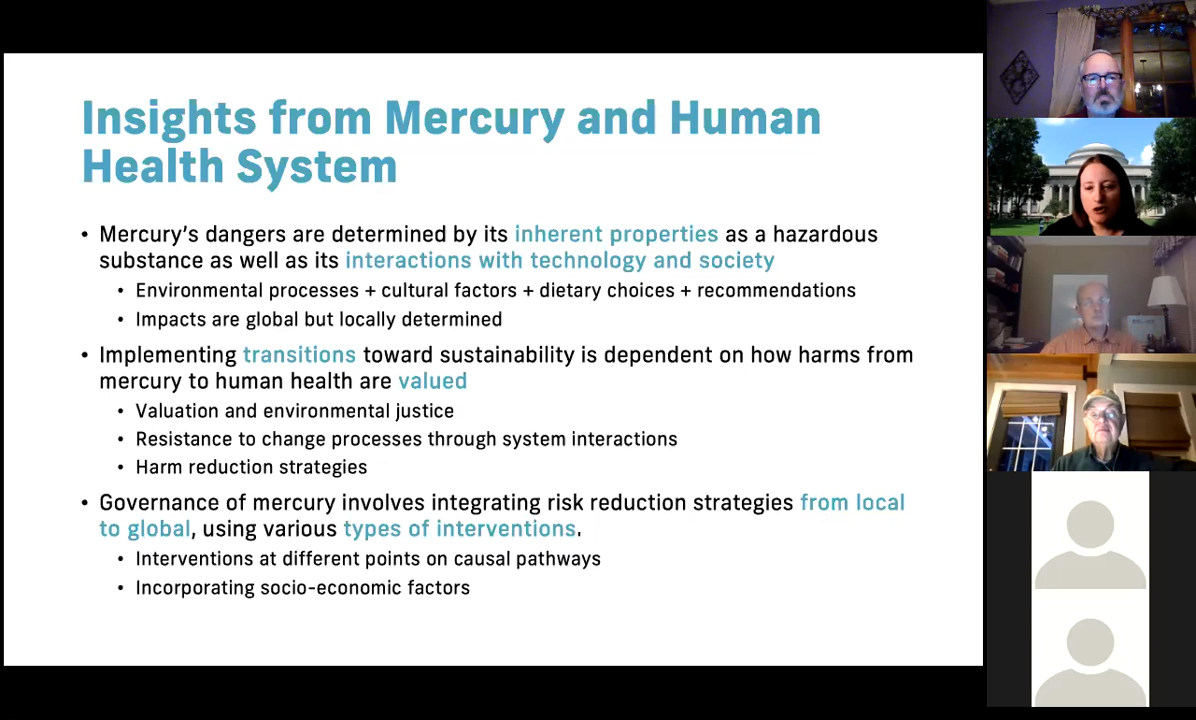 Insights from Mercury and Human
Health System
• Mercury's dangers are determined by its inherent properties as a hazardous
substance as well as its interactions with technology and society
• Environmental processes + cultural factors + dietary choices + recommendations
• Impacts are global but locally determined
• Implementing transitions toward sustainability is dependent on how harms from
mercury to human health are valued
• Valuation and environmental justice
• Resistance to change processes through system interactions
• Harm reduction strategies
• Governance of mercury involves integrating risk reduction strategies from local
to global, using various types of interventions.
• Interventions at different points on causal pathways
• Incorporating socio-economic factors